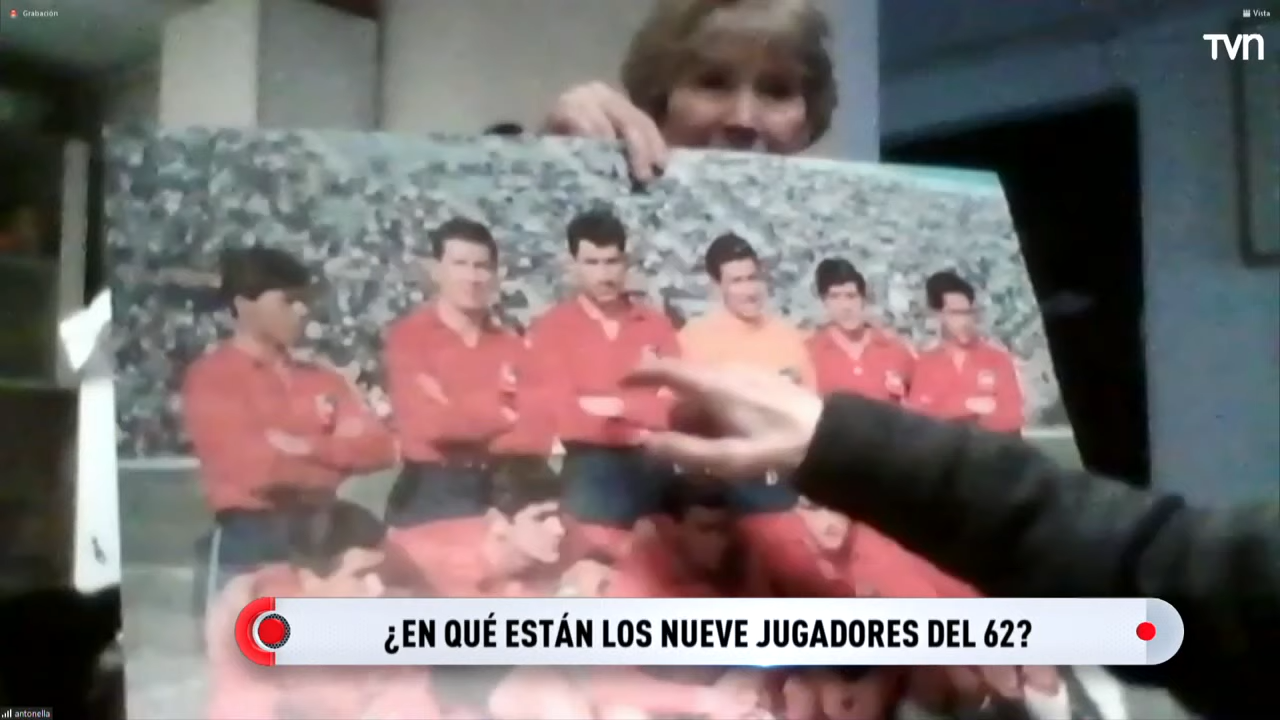 Grabación
Vista
TVN
¿EN QUÉ ESTÁN LOS NUEVE JUGADORES DEL 62?
antonella